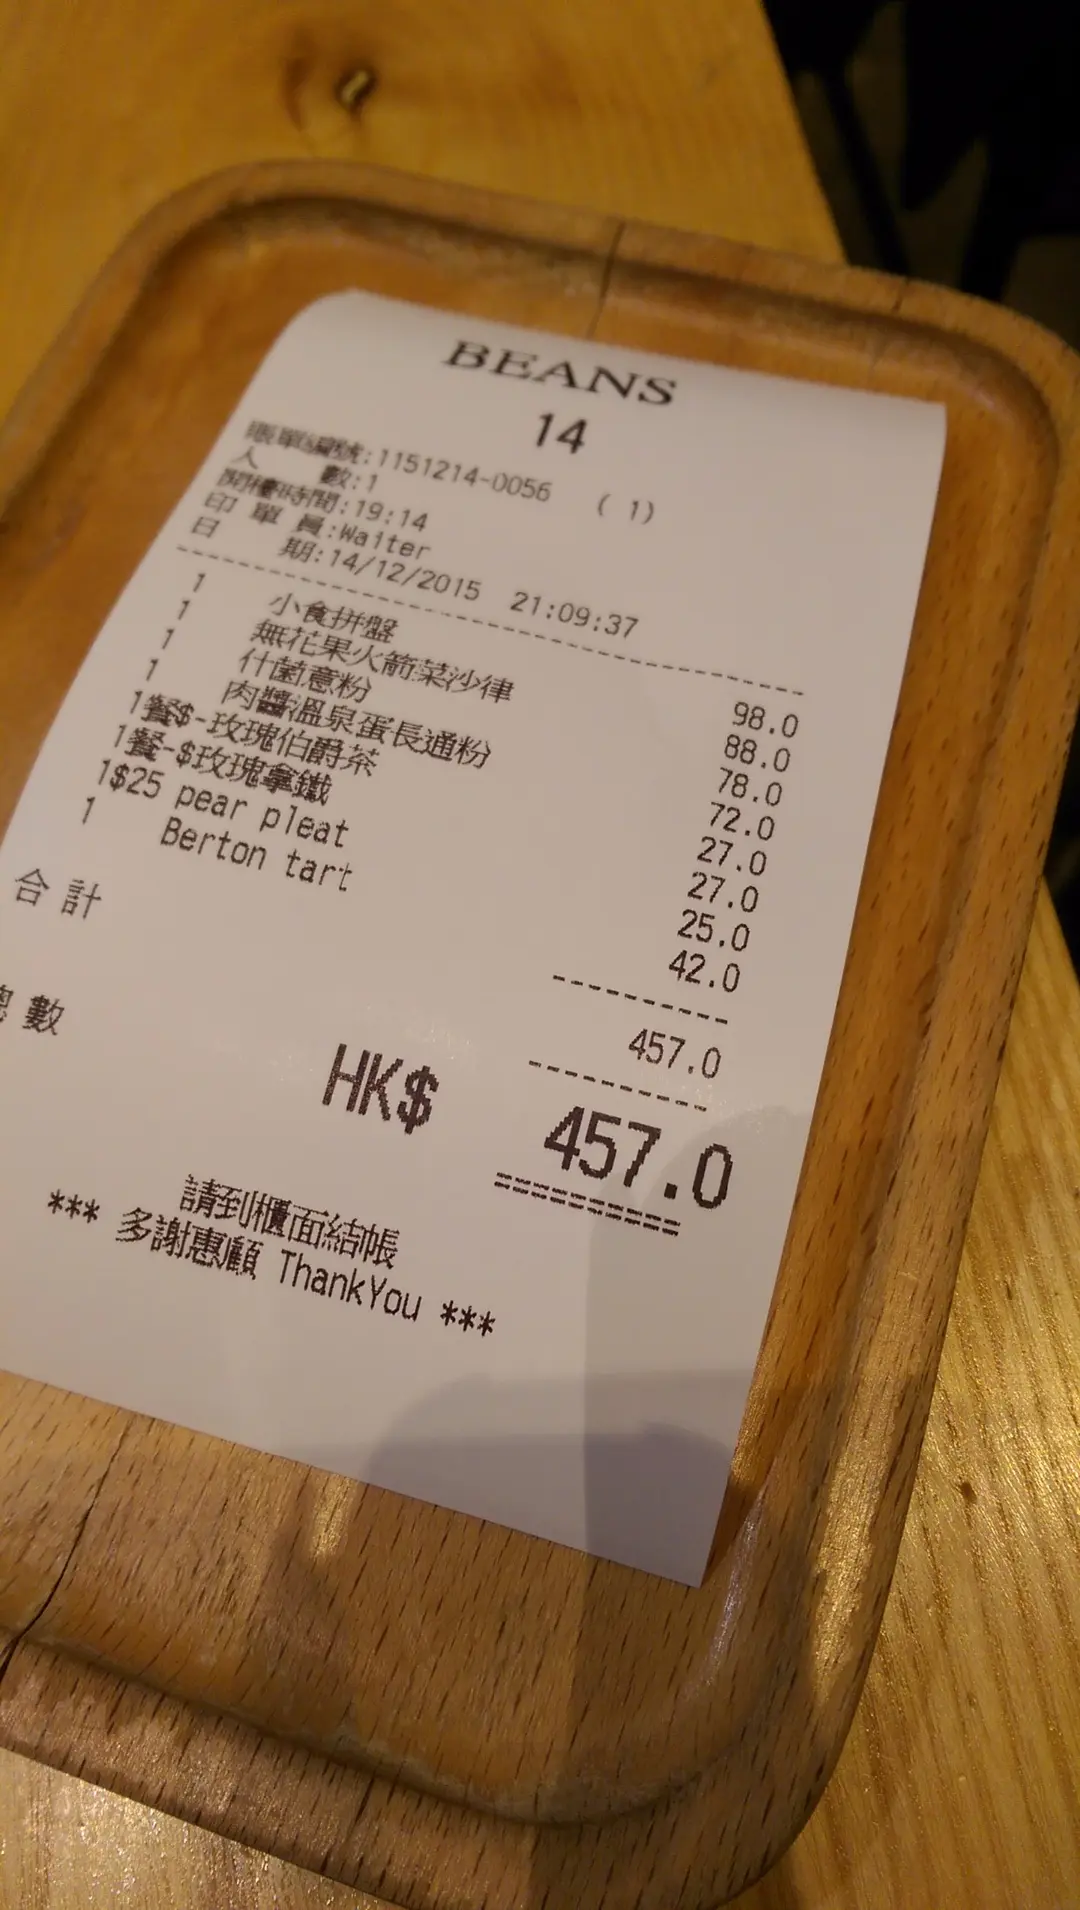 BEANS
14
賬單編號:1151214-0056 ( 1)
人 數:1
開檯時間:19:14
印 單 員:Waiter
日 期:14/12/2015 21:09:37
1 小食拼盤 98.0
1 無花果火箭菜沙律 88.0
1 什菌意粉 78.0
1 肉醬溫泉蛋長通粉 72.0
1餐$-玫瑰伯爵茶 27.0
1餐-$玫瑰拿鐵 27.0
1$25 pear pleat 25.0
1 Berton tart 42.0
合 計 457.0
總 數
HK$ 457.0
請到櫃面結帳
*** 多謝惠顧 ThankYou ***